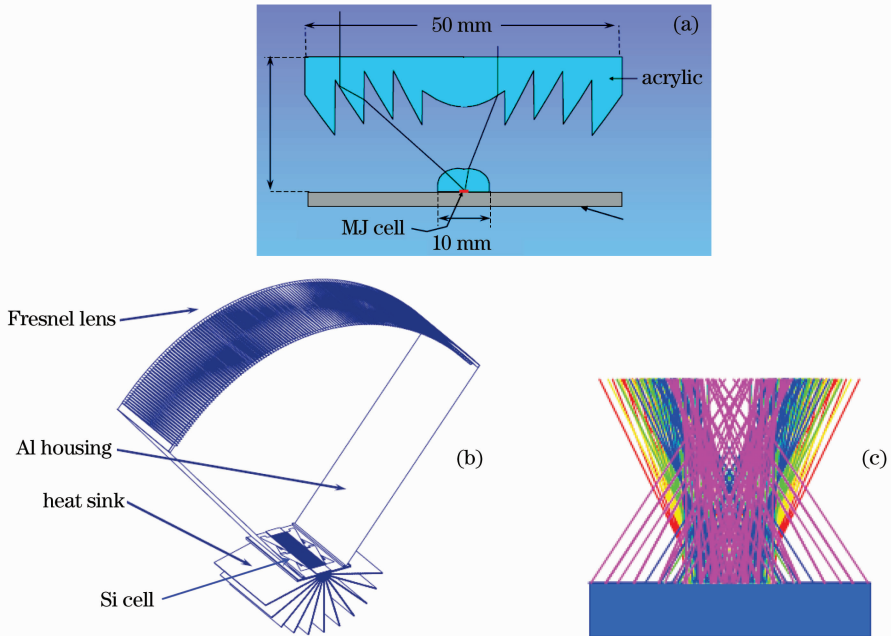 50 mm
(a)
acrylic
MJ cell
10 mm
Fresnel lens
Al housing
(b)
heat sink
Si cell
(c)